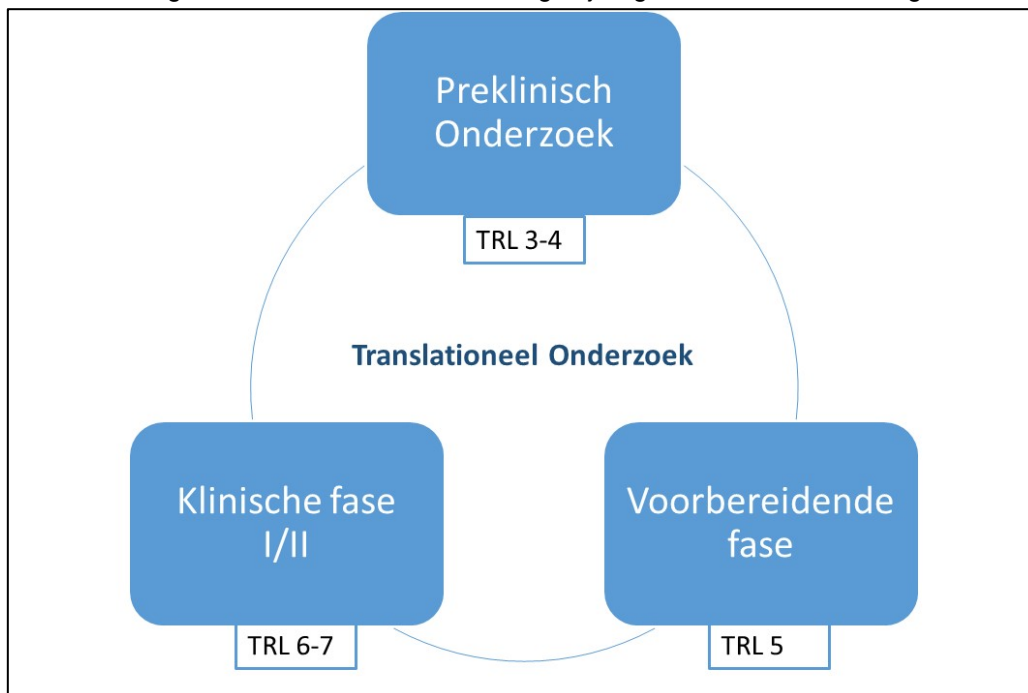 Preklinisch
Onderzoek
TRL 3-4
Translationeel Onderzoek
Klinische fase
I/II
TRL 6-7
Voorbereidende
fase
TRL 5